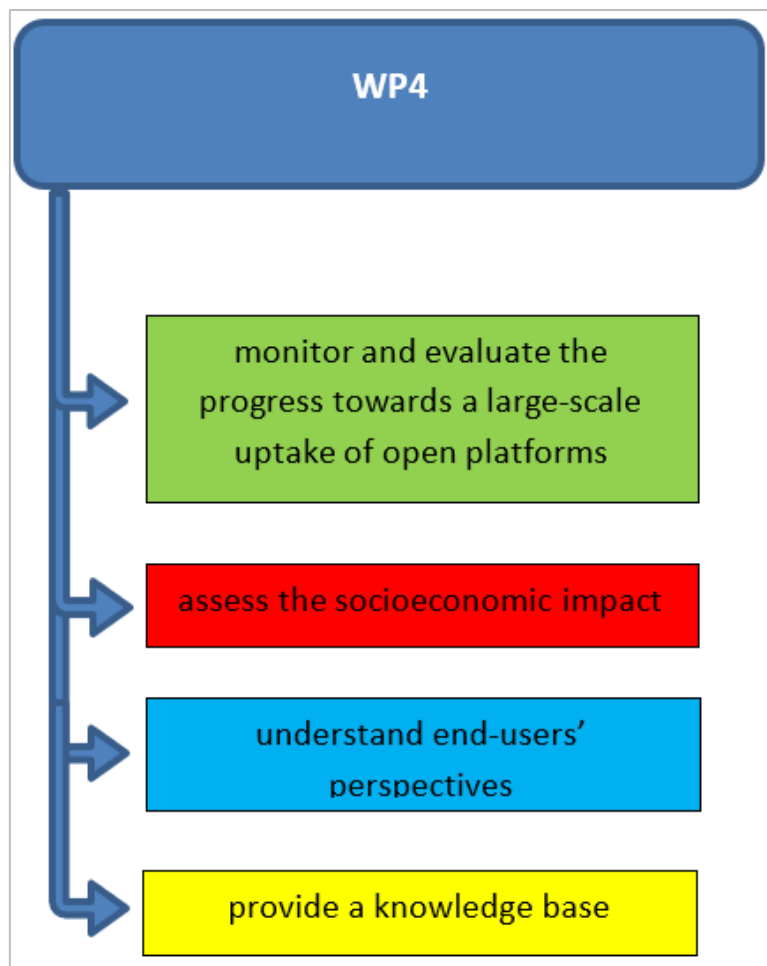 WP4
monitor and evaluate the
progress towards a large-scale
uptake of open platforms
assess the socioeconomic impact
understand end-users’
perspectives
provide a knowledge base